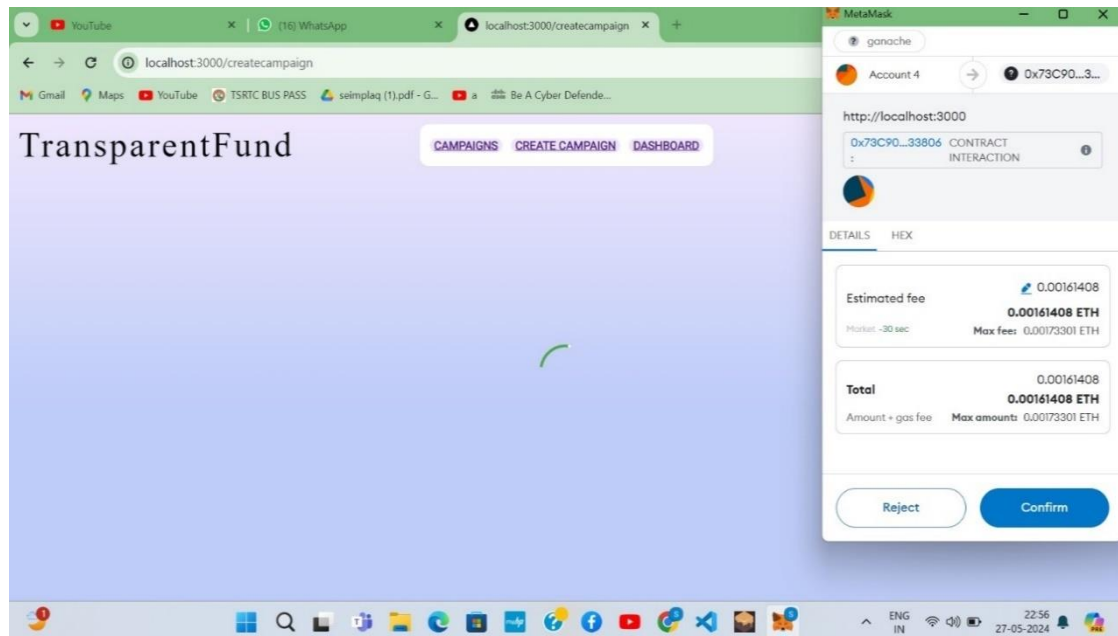 YouTube
(16) WhatsApp
localhost:3000/createcampaign
localhost:3000/createcampaign
Gmail Maps YouTube TSRTC BUS PASS seimplaq (1).pdf - G... a Be A Cyber Defende...
TransparentFund
CAMPAIGNS CREATE CAMPAIGN DASHBOARD
MetaMask
ganache
Account 4 0x73C90...3...
http://localhost:3000
0x73C90...33806 CONTRACT
: INTERACTION
DETAILS HEX
0.00161408
Estimated fee
0.00161408 ETH
Market ~30 sec Max fee: 0.00173301 ETH
0.00161408
Total
0.00161408 ETH
Amount + gas fee Max amount: 0.00173301 ETH
Reject Confirm
ENG
IN
22:56
27-05-2024